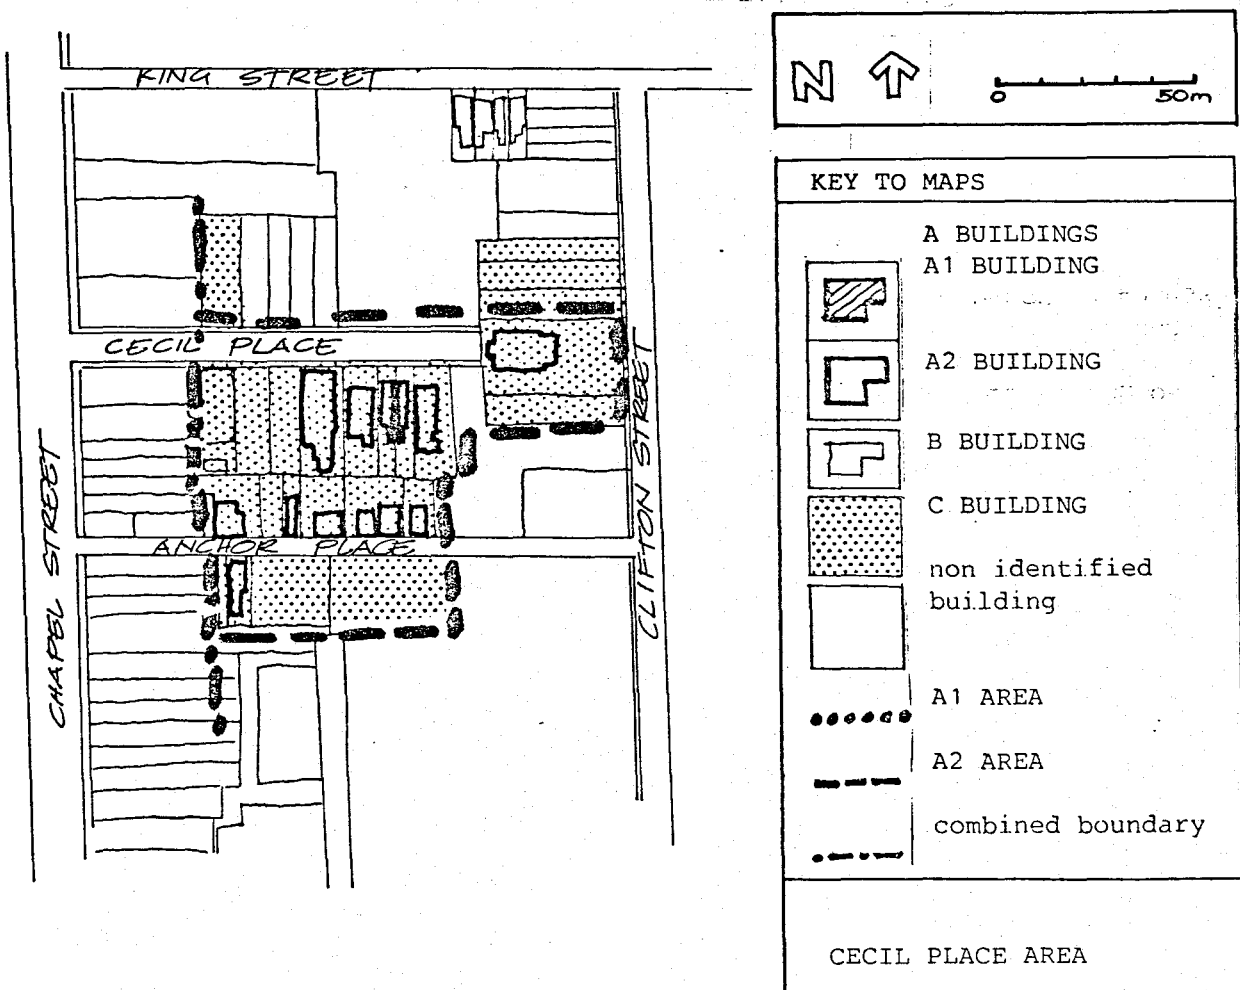 KING STREET
CECIL PLACE
ANCHOR PLACE
CHAPEL STREET
CLIFTON STREET
N
0 50m
KEY TO MAPS
A BUILDINGS
A1 BUILDING
A2 BUILDING
B BUILDING
C BUILDING
non identified
building
A1 AREA
A2 AREA
combined boundary
CECIL PLACE AREA